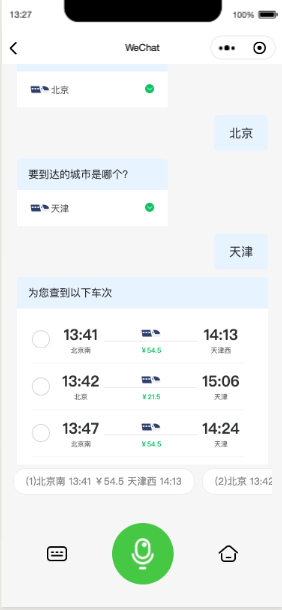 13:27
100%
WeChat
北京
北京
要到达的城市是哪个?
天津
天津
为您查到以下车次
13:41 14:13
北京南 ¥54.5 天津西
13:42 15:06
北京 ¥21.5 天津
13:47 14:24
北京南 ¥54.5 天津
(1)北京南 13:41 ¥54.5 天津西 14:13 (2)北京 13:42